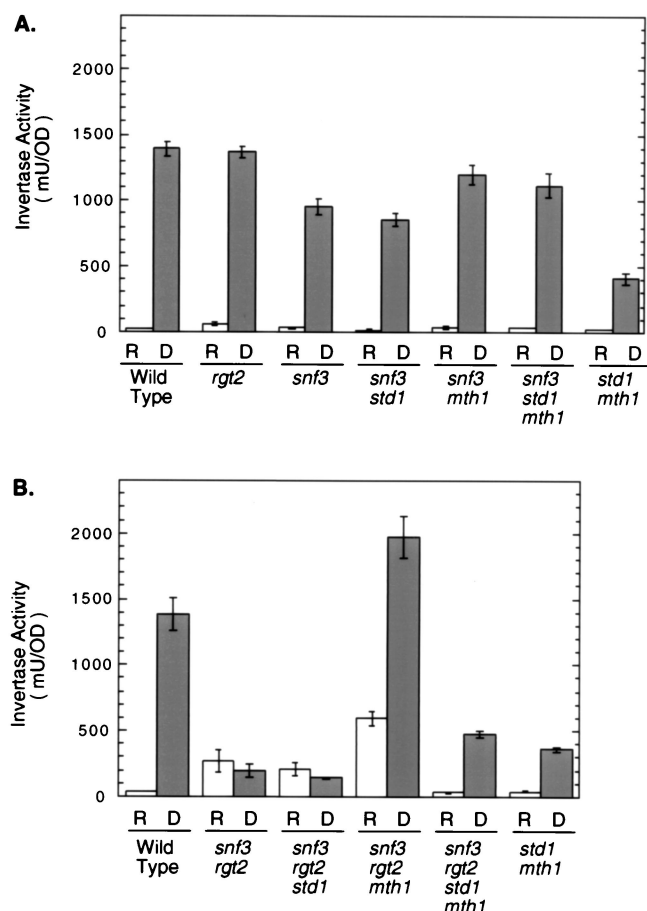 A.
Invertase Activity
( mU/OD )
2000
1500
1000
500
0
R D R D R D R D R D R D R D
Wild rgt2 snf3 snf3 snf3 snf3 std1
Type std1 mth1 std1 mth1
mth1
B.
Invertase Activity
( mU/OD )
2000
1500
1000
500
0
R D R D R D R D R D R D
Wild snf3 snf3 snf3 snf3 std1
Type rgt2 rgt2 rgt2 rgt2 mth1
std1 mth1 std1
mth1